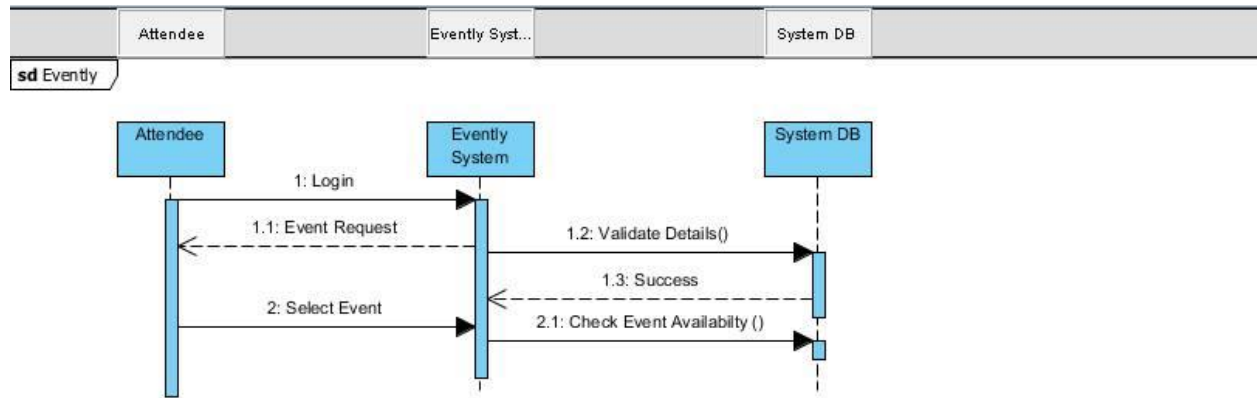 Attendee
Evently Syst...
System DB
sd Evently
Attendee
Evently
System
System DB
1: Login
1.1: Event Request
1.2: Validate Details()
1.3: Success
2: Select Event
2.1: Check Event Availabilty ()